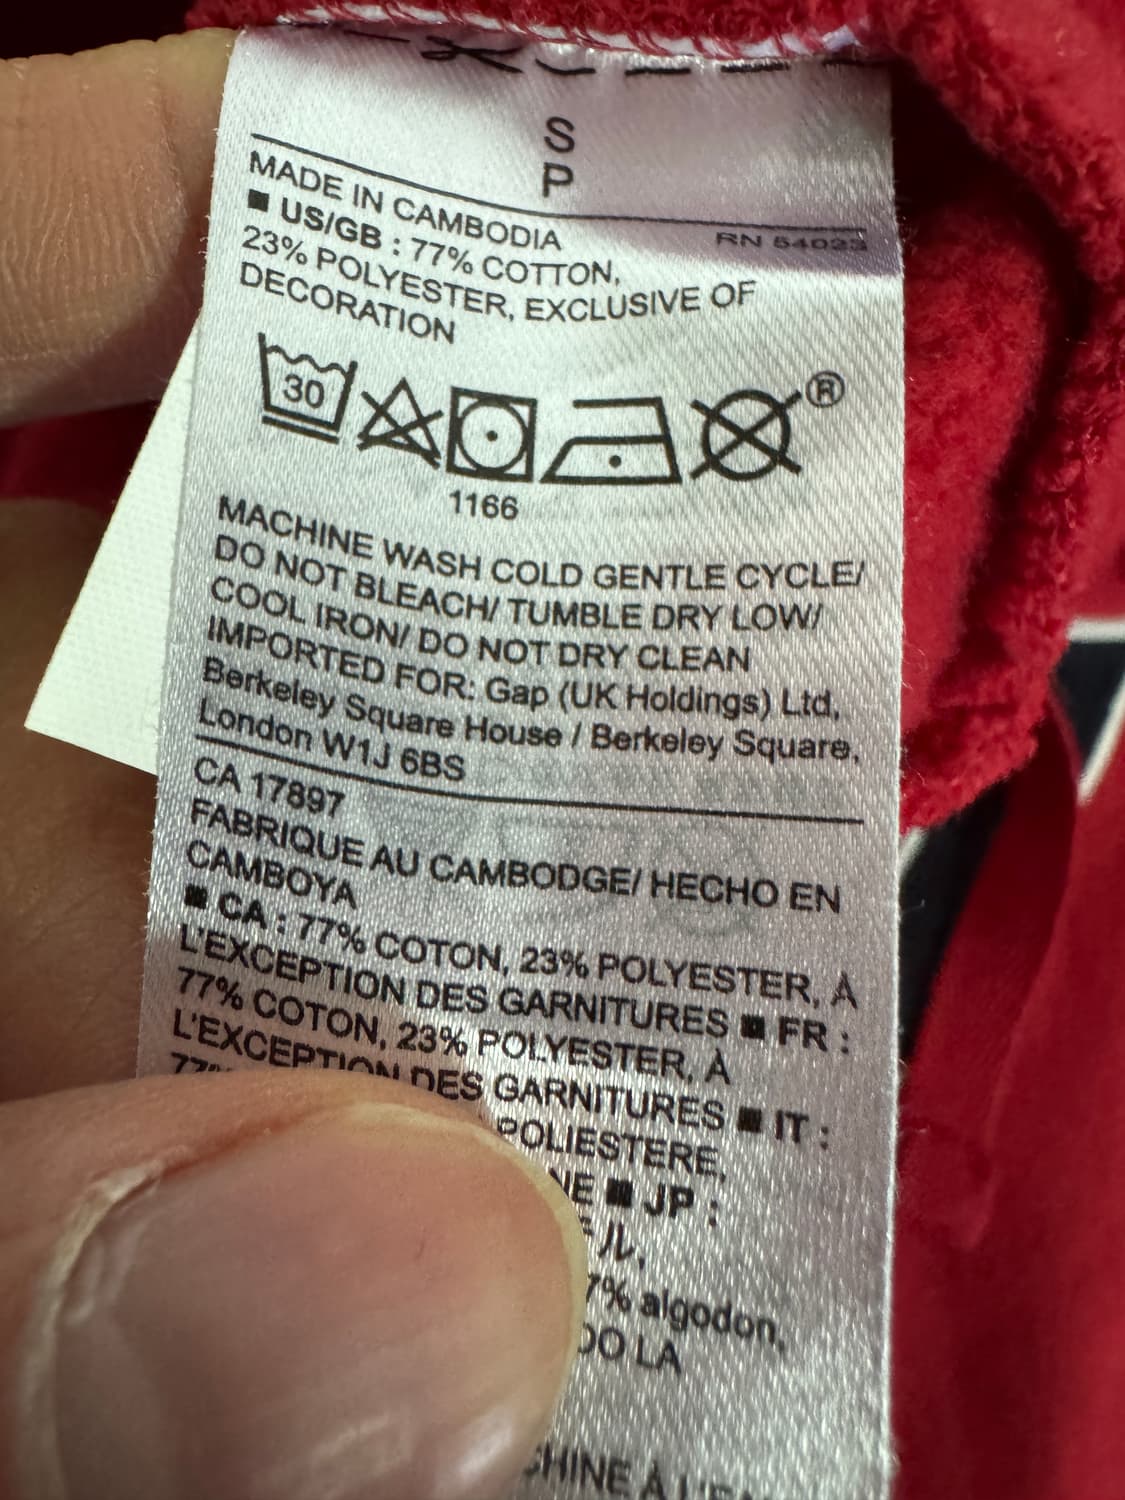 S
P
MADE IN CAMBODIA
RN 54023
■ US/GB : 77% COTTON,
23% POLYESTER, EXCLUSIVE OF
DECORATION
30
®
1166
MACHINE WASH COLD GENTLE CYCLE/
DO NOT BLEACH/ TUMBLE DRY LOW/
COOL IRON/ DO NOT DRY CLEAN
IMPORTED FOR: Gap (UK Holdings) Ltd,
Berkeley Square House / Berkeley Square,
London W1J 6BS
CA 17897
FABRIQUE AU CAMBODGE/ HECHO EN
CAMBOYA
■ CA : 77% COTON, 23% POLYESTER, À
L'EXCEPTION DES GARNITURES ■ FR :
77% COTON, 23% POLYESTER, À
L'EXCEPTION DES GARNITURES ■ IT :
POLIESTERE,
■ JP :
algodon,
LA